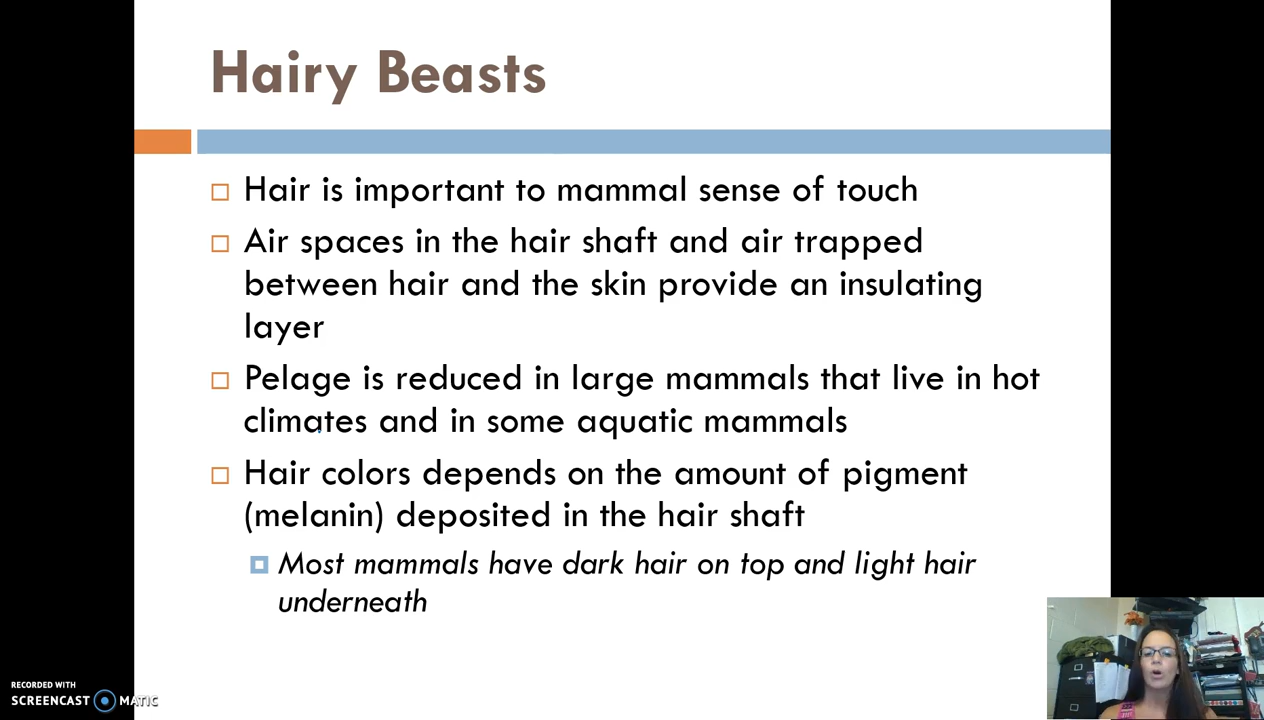 Hairy Beasts
Hair is important to mammal sense of touch
Air spaces in the hair shaft and air trapped
between hair and the skin provide an insulating
layer
Pelage is reduced in large mammals that live in hot
climates and in some aquatic mammals
Hair colors depends on the amount of pigment
(melanin) deposited in the hair shaft
Most mammals have dark hair on top and light hair
underneath
RECORDED WITH
SCREENCAST MATIC